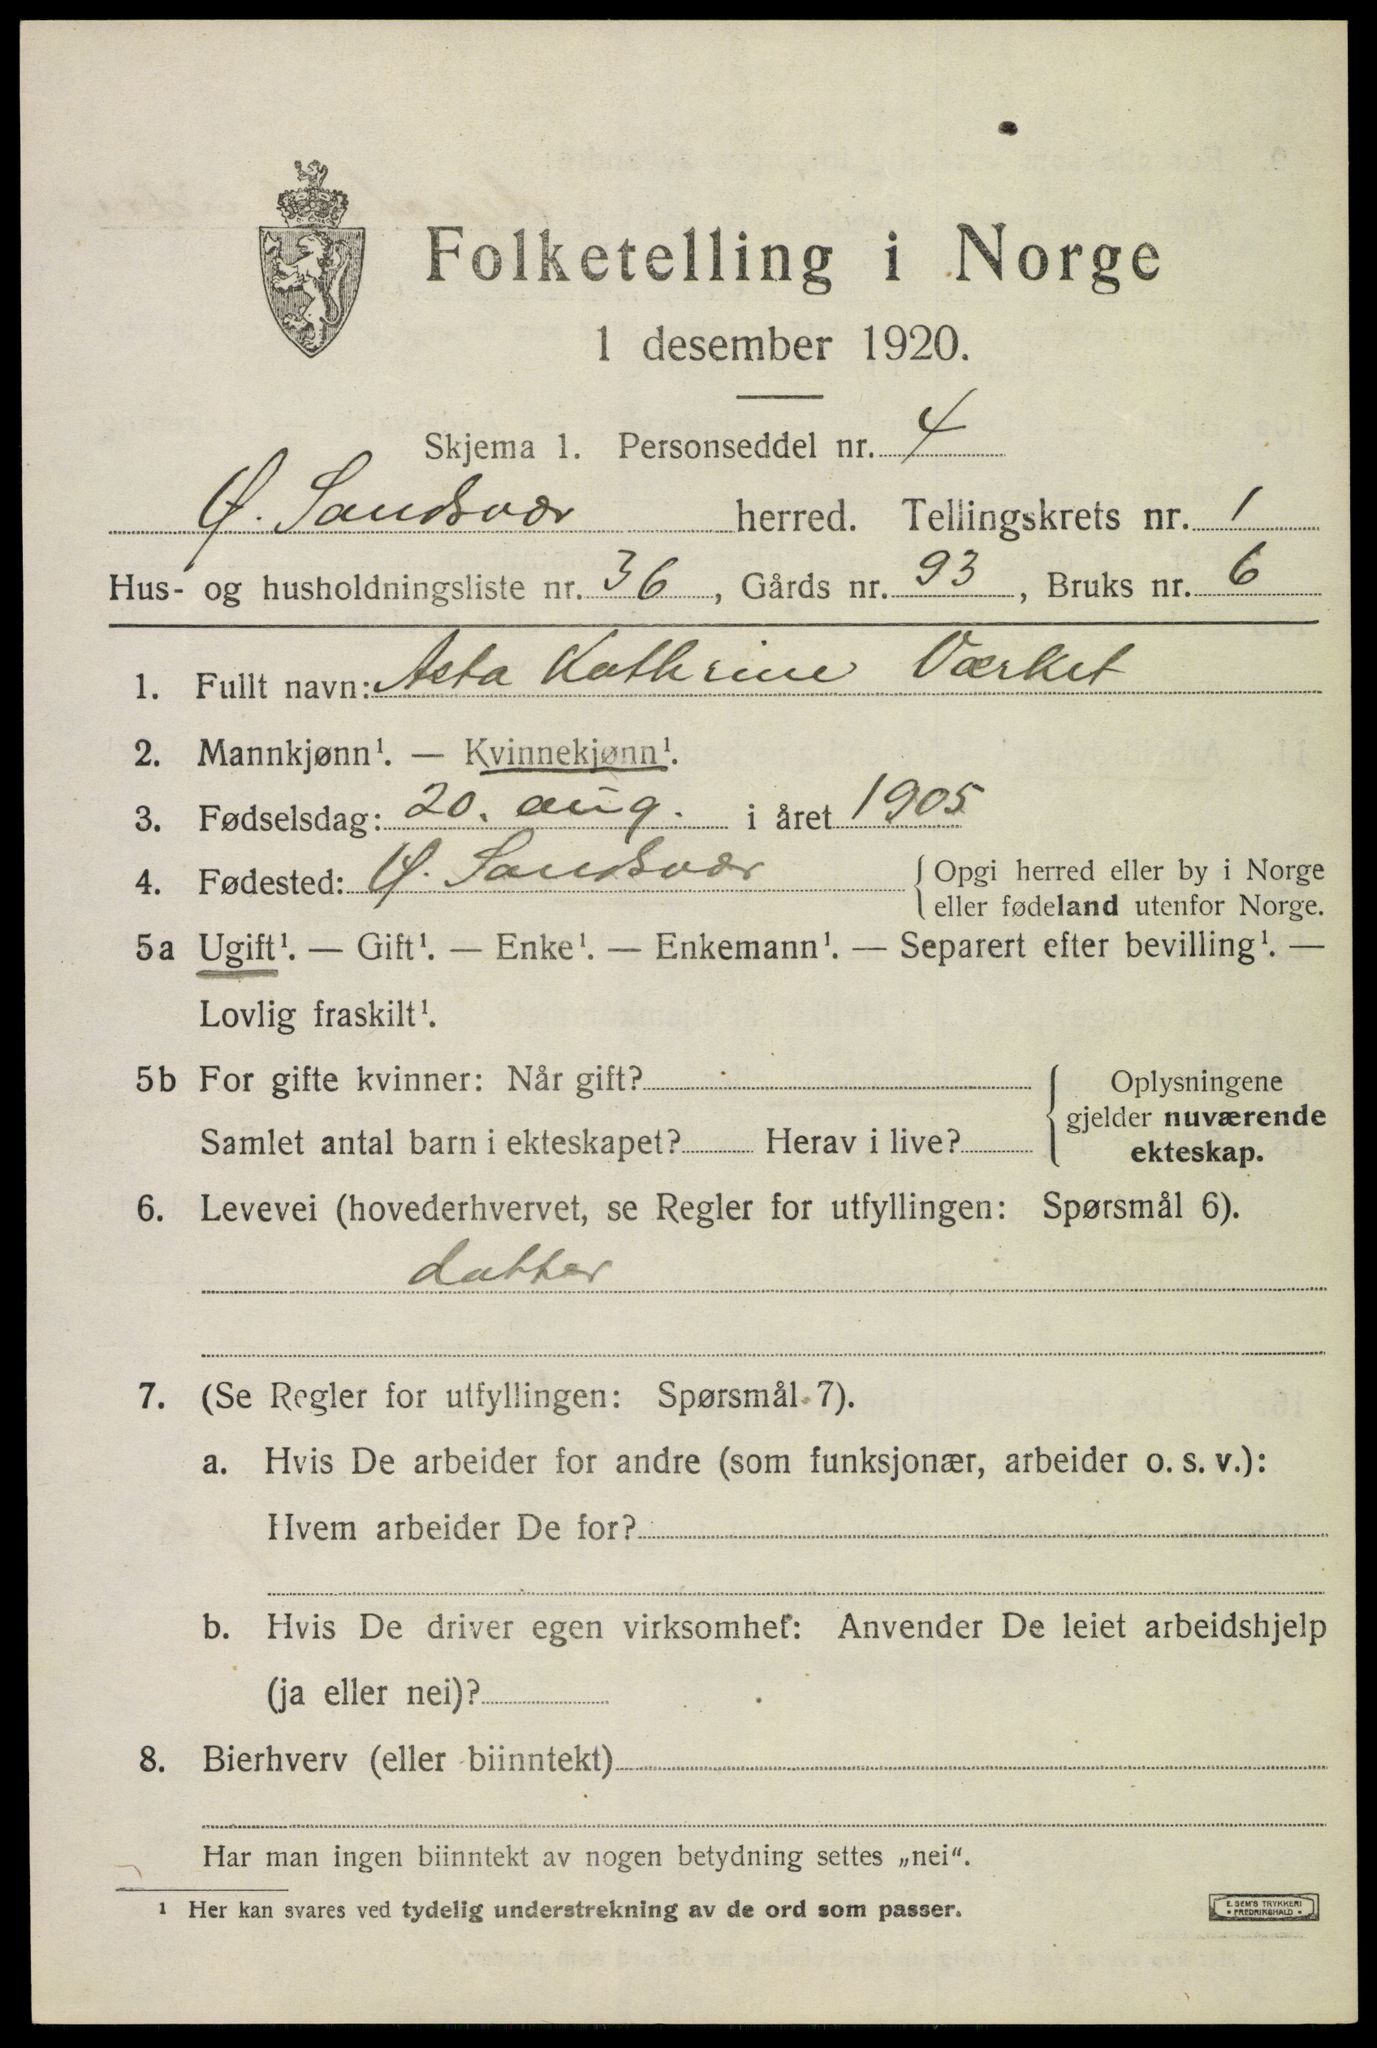 Folketelling i Norge
1 desember 1920.
Skjema 1. Personseddel nr. 4
Ø. Sandsvær herred. Tellingskrets nr. 1
Hus- og husholdningsliste nr. 36, Gårds nr. 93, Bruks nr. 6
1. Fullt navn: Asta Kathrine Værket
2. Mannkjønn¹. — Kvinnekjønn¹.
3. Fødselsdag: 20. aug. i året 1905
4. Fødested: Ø. Sandsvær { Opgi herred eller by i Norge
eller fødeland utenfor Norge.
5a Ugift¹. — Gift¹. — Enke¹. — Enkemann¹. — Separert efter bevilling¹. —
Lovlig fraskilt¹.
5b For gifte kvinner: Når gift? { Oplysningene
gjelder nuværende
Samlet antal barn i ekteskapet? Herav i live?
ekteskap.
6. Levevei (hovederhvervet, se Regler for utfyllingen: Spørsmål 6).
datter
7. (Se Regler for utfyllingen: Spørsmål 7).
a. Hvis De arbeider for andre (som funksjonær, arbeider o. s. v.):
Hvem arbeider De for?
b. Hvis De driver egen virksomhet: Anvender De leiet arbeidshjelp
(ja eller nei)?
8. Bierhverv (eller biinntekt)
Har man ingen biinntekt av nogen betydning settes „nei“.
¹ Her kan svares ved tydelig understrekning av de ord som passer.
E. SEM'S TRYKKERI
FREDRIKSHALD